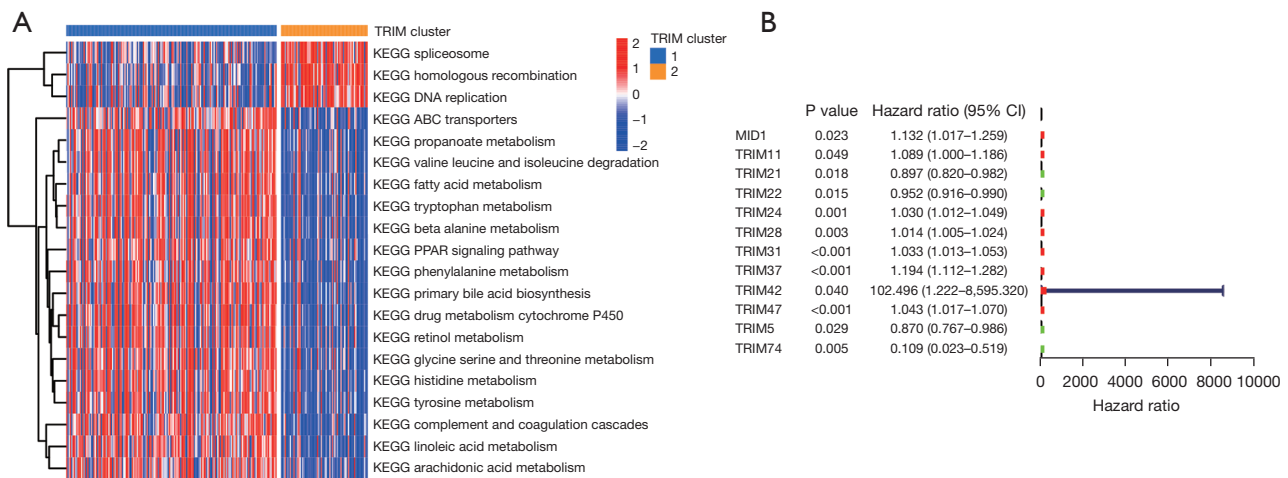 A
TRIM cluster
KEGG spliceosome
KEGG homologous recombination
KEGG DNA replication
KEGG ABC transporters
KEGG propanoate metabolism
KEGG valine leucine and isoleucine degradation
KEGG fatty acid metabolism
KEGG tryptophan metabolism
KEGG beta alanine metabolism
KEGG PPAR signaling pathway
KEGG phenylalanine metabolism
KEGG primary bile acid biosynthesis
KEGG drug metabolism cytochrome P450
KEGG retinol metabolism
KEGG glycine serine and threonine metabolism
KEGG histidine metabolism
KEGG tyrosine metabolism
KEGG complement and coagulation cascades
KEGG linoleic acid metabolism
KEGG arachidonic acid metabolism
2
1
0
−1
−2
TRIM cluster
1
2
B
P value Hazard ratio (95% CI)
MID1 0.023 1.132 (1.017–1.259)
TRIM11 0.049 1.089 (1.000–1.186)
TRIM21 0.018 0.897 (0.820–0.982)
TRIM22 0.015 0.952 (0.916–0.990)
TRIM24 0.001 1.030 (1.012–1.049)
TRIM28 0.003 1.014 (1.005–1.024)
TRIM31 <0.001 1.033 (1.013–1.053)
TRIM37 <0.001 1.194 (1.112–1.282)
TRIM42 0.040 102.496 (1.222–8,595.320)
TRIM47 <0.001 1.043 (1.017–1.070)
TRIM5 0.029 0.870 (0.767–0.986)
TRIM74 0.005 0.109 (0.023–0.519)
0 2000 4000 6000 8000 10000
Hazard ratio